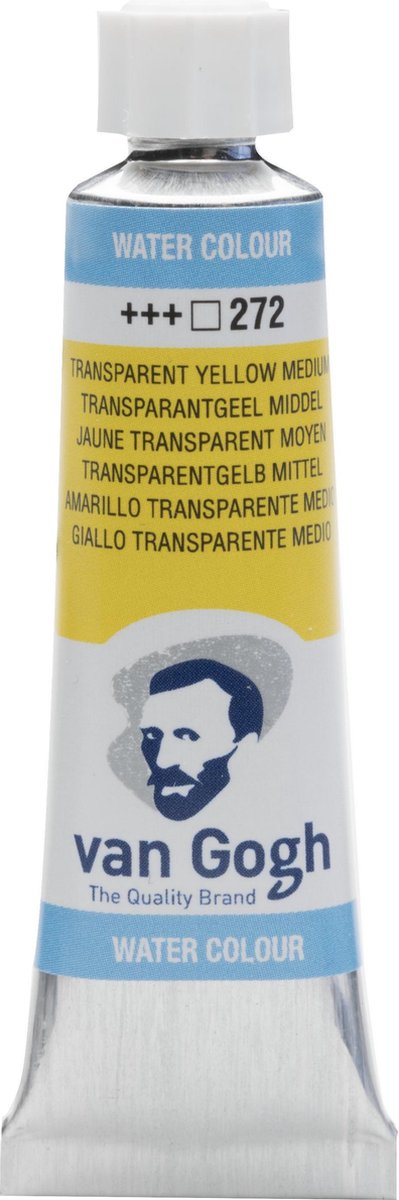 WATER COLOUR
+++ □ 272
TRANSPARENT YELLOW MEDIUM
TRANSPARANTGEEL MIDDEL
JAUNE TRANSPARENT MOYEN
TRANSPARENTGELB MITTEL
AMARILLO TRANSPARENTE MEDIO
GIALLO TRANSPARENTE MEDIO
van Gogh
The Quality Brand
WATER COLOUR